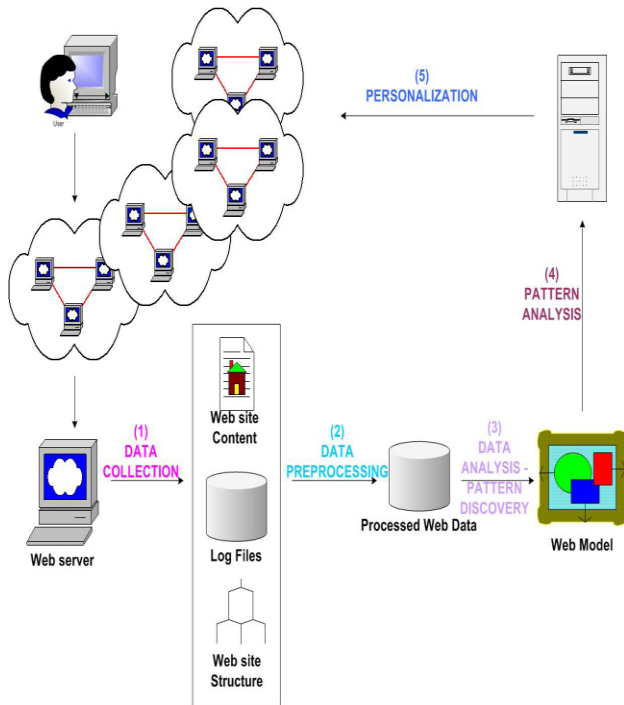 User
(5)
PERSONALIZATION
(4)
PATTERN
ANALYSIS
Web site
Content
(1)
DATA
COLLECTION
(2)
DATA
PREPROCESSING
(3)
DATA
ANALYSIS -
PATTERN
DISCOVERY
Web server
Log Files
Processed Web Data
Web Model
Web site
Structure